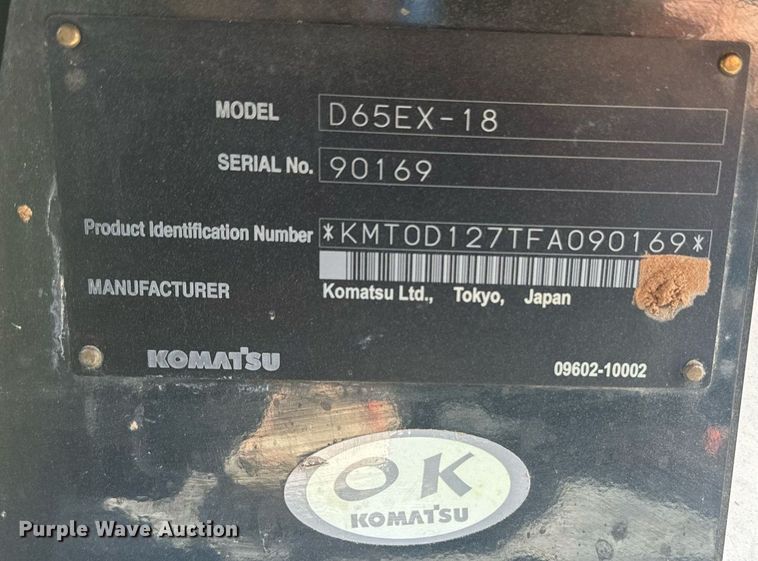 MODEL D65EX-18
SERIAL No. 90169
Product Identification Number *KMT0D127TFA090169*
MANUFACTURER Komatsu Ltd., Tokyo, Japan
KOMATSU 09602-10002
OK
KOMATSU
Purple Wave Auction